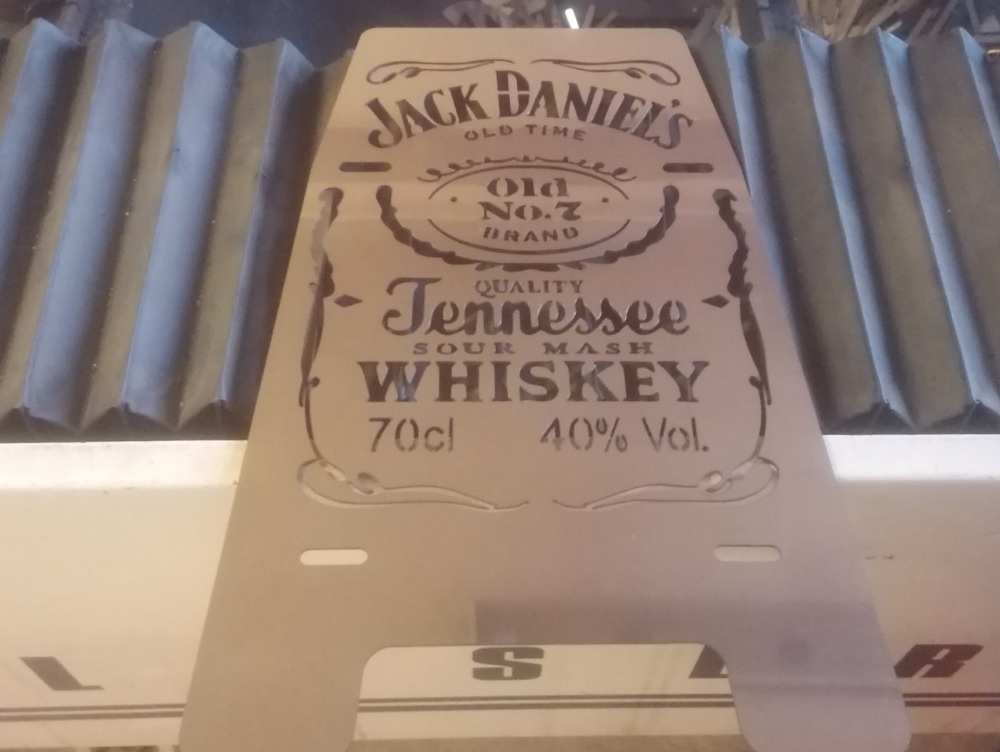 JACK DANIEL'S
OLD TIME
Old
No.7
BRAND
QUALITY
Tennessee
SOUR MASH
WHISKEY
70cl 40% Vol.
L S E R